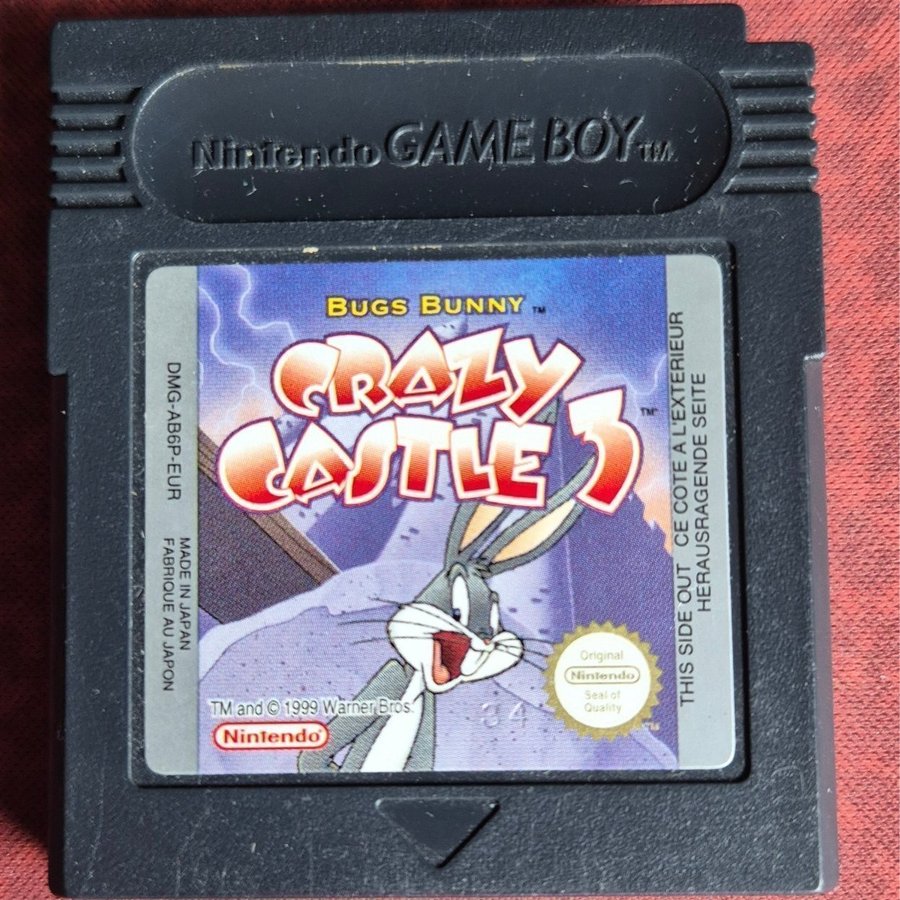 Nintendo GAME BOY TM
BUGS BUNNY TM
CRAZY
CASTLE 3 TM
DMG-AB6P-EUR
MADE IN JAPAN
FABRIQUE AU JAPON
TM and © 1999 Warner Bros.
Nintendo
34
Original
Nintendo
Seal of
Quality
TM
THIS SIDE OUT CE COTE A L'EXTERIEUR
HERAUSRAGENDE SEITE